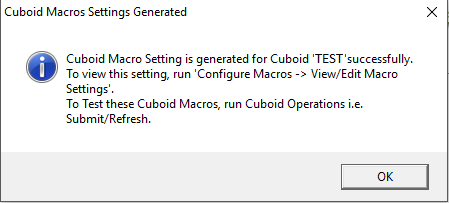 Cuboid Macros Settings Generated
Cuboid Macro Setting is generated for Cuboid 'TEST'successfully.
To view this setting, run 'Configure Macros -> View/Edit Macro
Settings'.
To Test these Cuboid Macros, run Cuboid Operations i.e.
Submit/Refresh.
OK